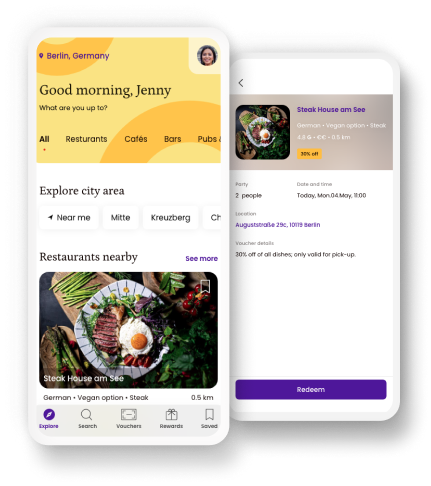 Berlin, Germany
Good morning, Jenny
What are you up to?
All Resturants Cafés Bars Pubs &
Explore city area
Near me Mitte Kreuzberg Ch
Restaurants nearby See more
Steak House am See
German • Vegan option • Steak 0.5 km
Explore Search Vouchers Rewards Saved
Steak House am See
German • Vegan option • Steak
4.8 • €€ • 0.5 km
30% off
Party Date and time
2 people Today, Mon.04.May, 11:00
Location
Auguststraße 29c, 10119 Berlin
Voucher details
30% off of all dishes; only valid for pick-up.
Redeem